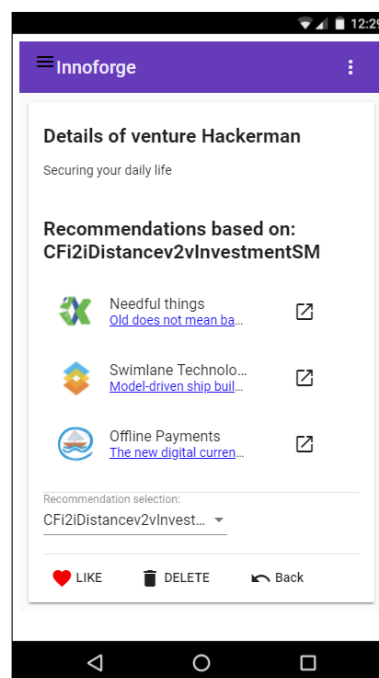 12:29
Innoforge
Details of venture Hackerman
Securing your daily life
Recommendations based on:
CFi2iDistancev2vInvestmentSM
Needful things
Old does not mean ba...
Swimlane Technolo...
Model-driven ship buil...
Offline Payments
The new digital curren...
Recommendation selection:
CFi2iDistancev2vInvest...
LIKE DELETE Back